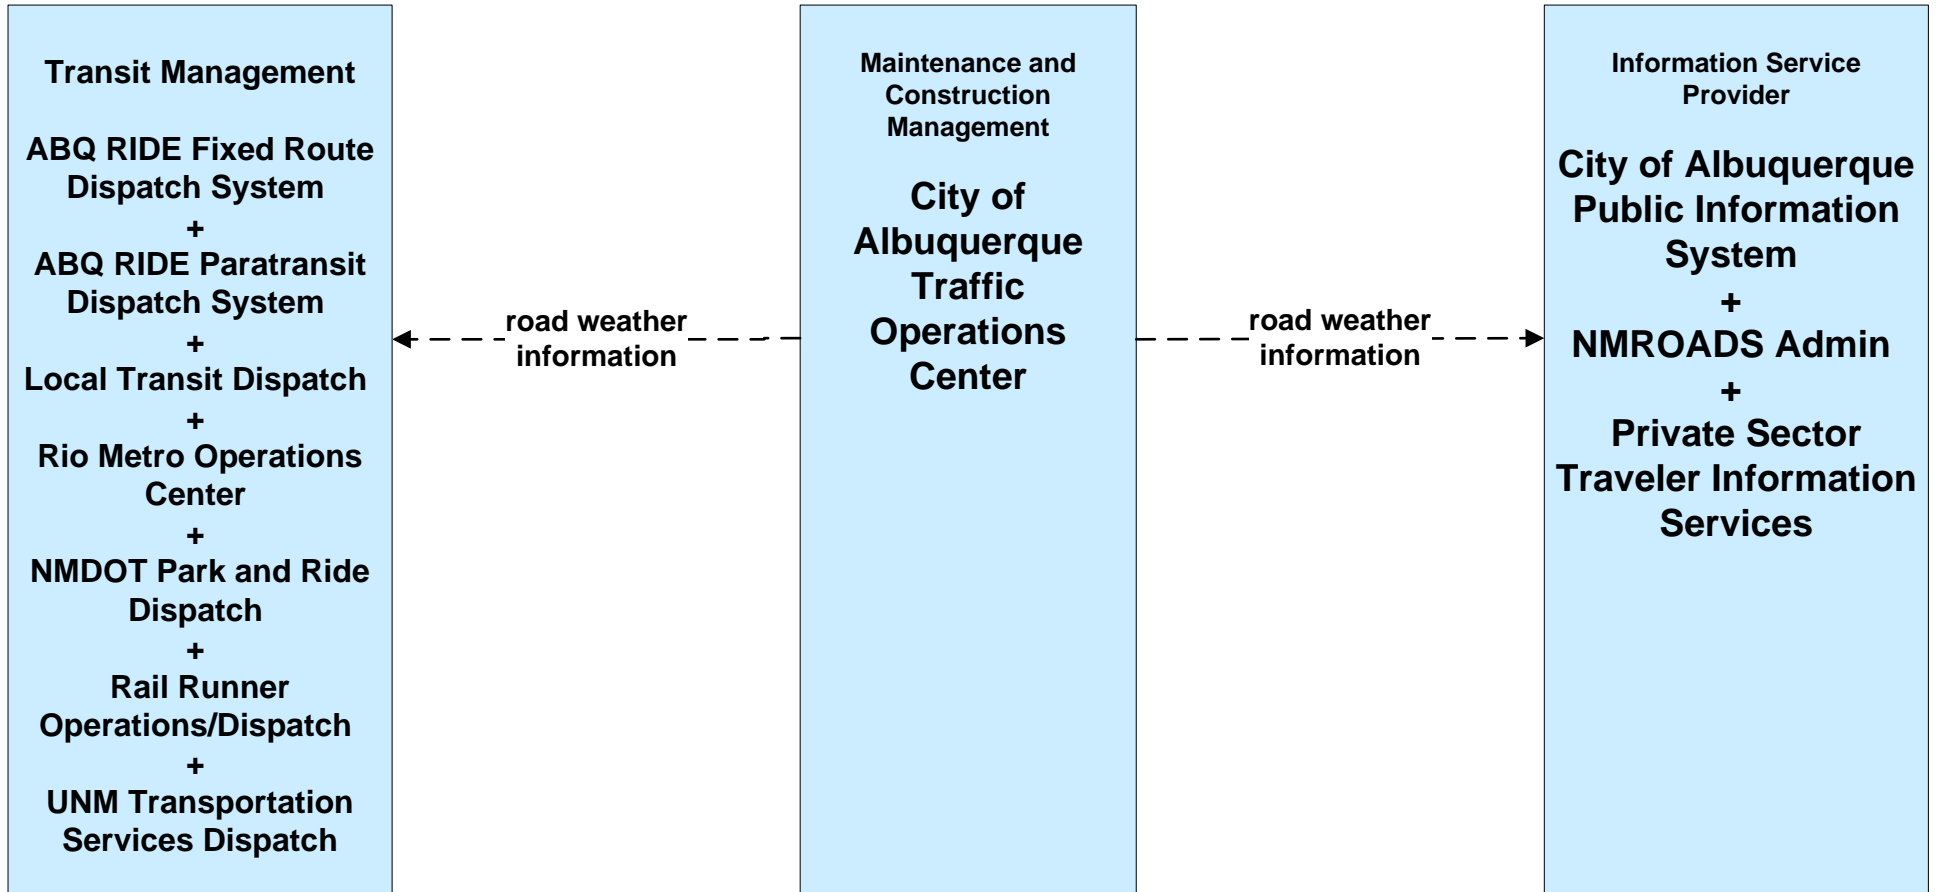 Transit Management
ABQ RIDE Fixed Route
Dispatch System
+
ABQ RIDE Paratransit
Dispatch System
+
Local Transit Dispatch
+
Rio Metro Operations
Center
+
NMDOT Park and Ride
Dispatch
+
Rail Runner
Operations/Dispatch
+
UNM Transportation
Services Dispatch
road weather
information
Maintenance and
Construction
Management
City of
Albuquerque
Traffic
Operations
Center
road weather
information
Information Service
Provider
City of Albuquerque
Public Information
System
+
NMROADS Admin
+
Private Sector
Traveler Information
Services